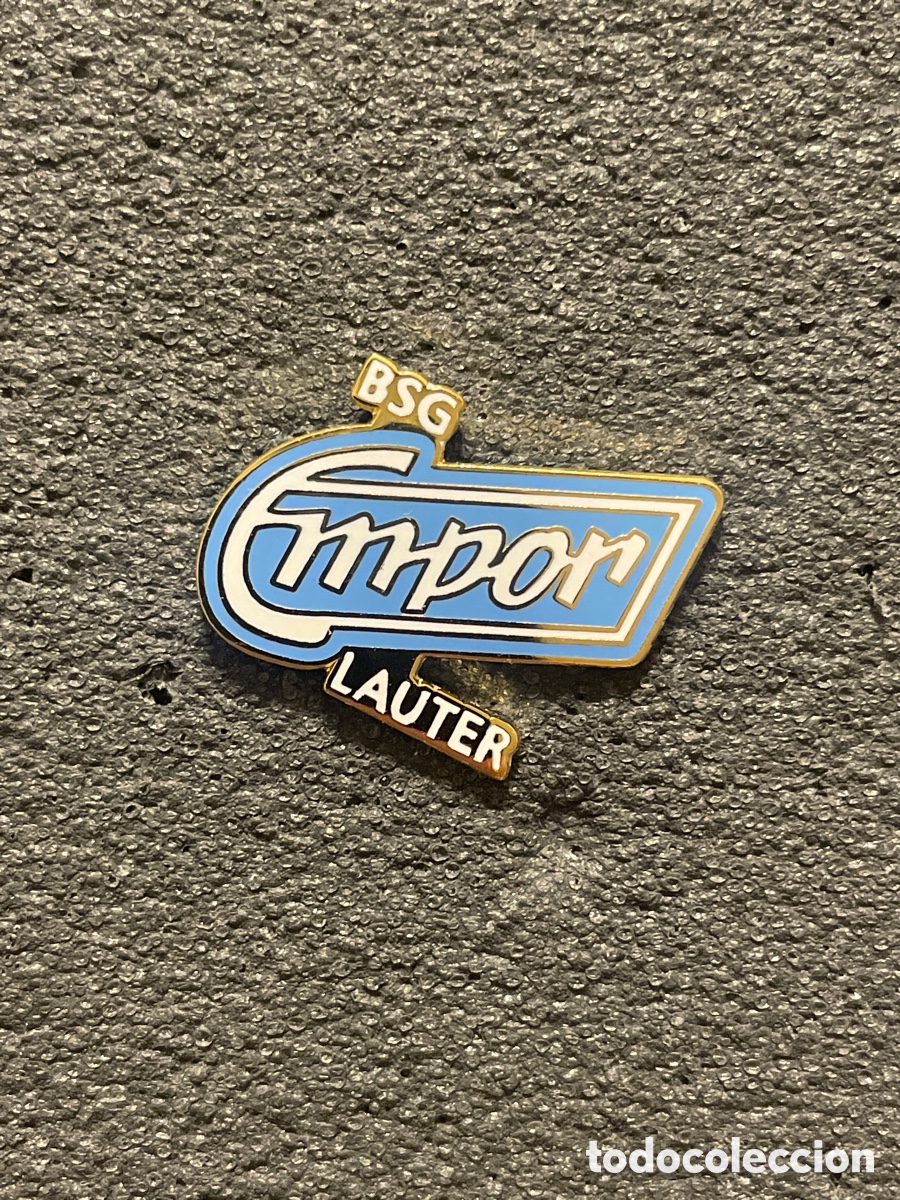 BSG
Empor
LAUTER
todocoleccion